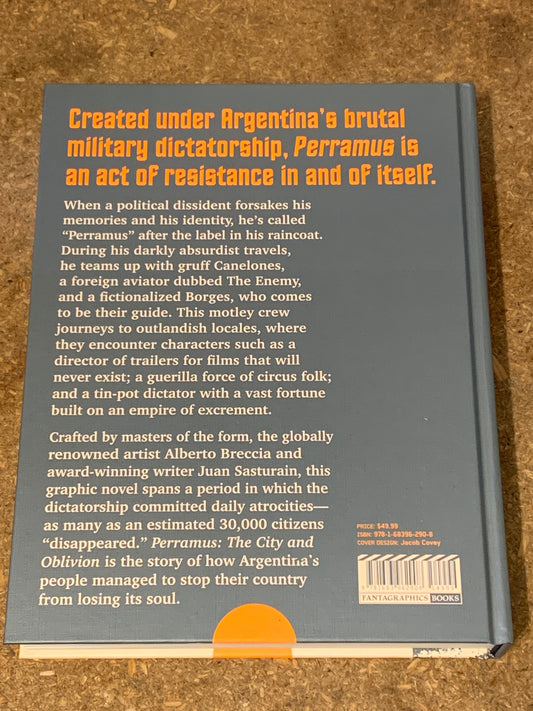 Created under Argentina's brutal
military dictatorship, Perramus is
an act of resistance in and of itself.
When a political dissident forsakes his
memories and his identity, he's called
“Perramus” after the label in his raincoat.
During his darkly absurdist travels,
he teams up with gruff Canelones,
a foreign aviator dubbed The Enemy,
and a fictionalized Borges, who comes
to be their guide. This motley crew
journeys to outlandish locales, where
they encounter characters such as a
director of trailers for films that will
never exist; a guerilla force of circus folk;
and a tin-pot dictator with a vast fortune
built on an empire of excrement.
Crafted by masters of the form, the globally
renowned artist Alberto Breccia and
award-winning writer Juan Sasturain, this
graphic novel spans a period in which the
dictatorship committed daily atrocities—
as many as an estimated 30,000 citizens
“disappeared.” Perramus: The City and
Oblivion is the story of how Argentina's
people managed to stop their country
from losing its soul.
PRICE: $49.99
ISBN: 978-1-68396-290-8
COVER DESIGN: Jacob Covey
FANTAGRAPHICS BOOKS